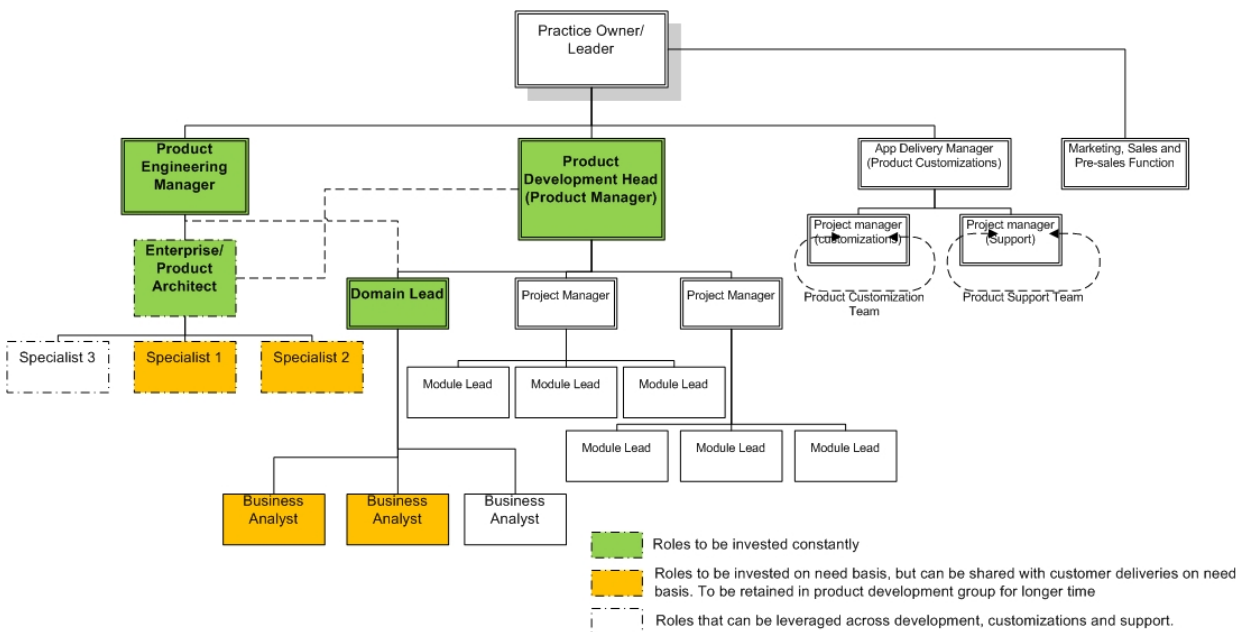 Practice Owner/
Leader
Product
Engineering
Manager
Product
Development Head
(Product Manager)
App Delivery Manager
(Product Customizations)
Marketing, Sales and
Pre-sales Function
Project manager
(customizations)
Project manager
(Support)
Enterprise/
Product
Architect
Domain Lead
Project Manager
Project Manager
Product Customization
Team
Product Support Team
Specialist 3
Specialist 1
Specialist 2
Module Lead
Module Lead
Module Lead
Module Lead
Module Lead
Module Lead
Business
Analyst
Business
Analyst
Business
Analyst
Roles to be invested constantly
Roles to be invested on need basis, but can be shared with customer deliveries on need
basis. To be retained in product development group for longer time
Roles that can be leveraged across development, customizations and support.